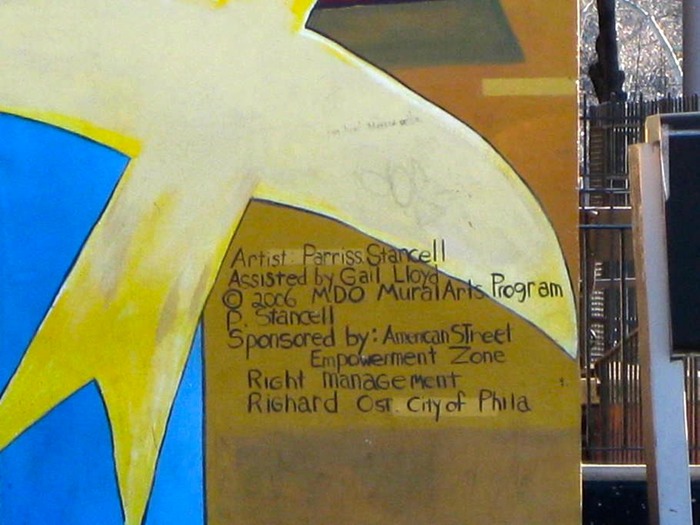 Artist: Parriss Stancell
Assisted by Gail Lloyd
© 2006 MDO Mural Arts Program
P. Stancell
Sponsored by: American STreet
Empowerment Zone
Right management
Righard Ost. City of Phila